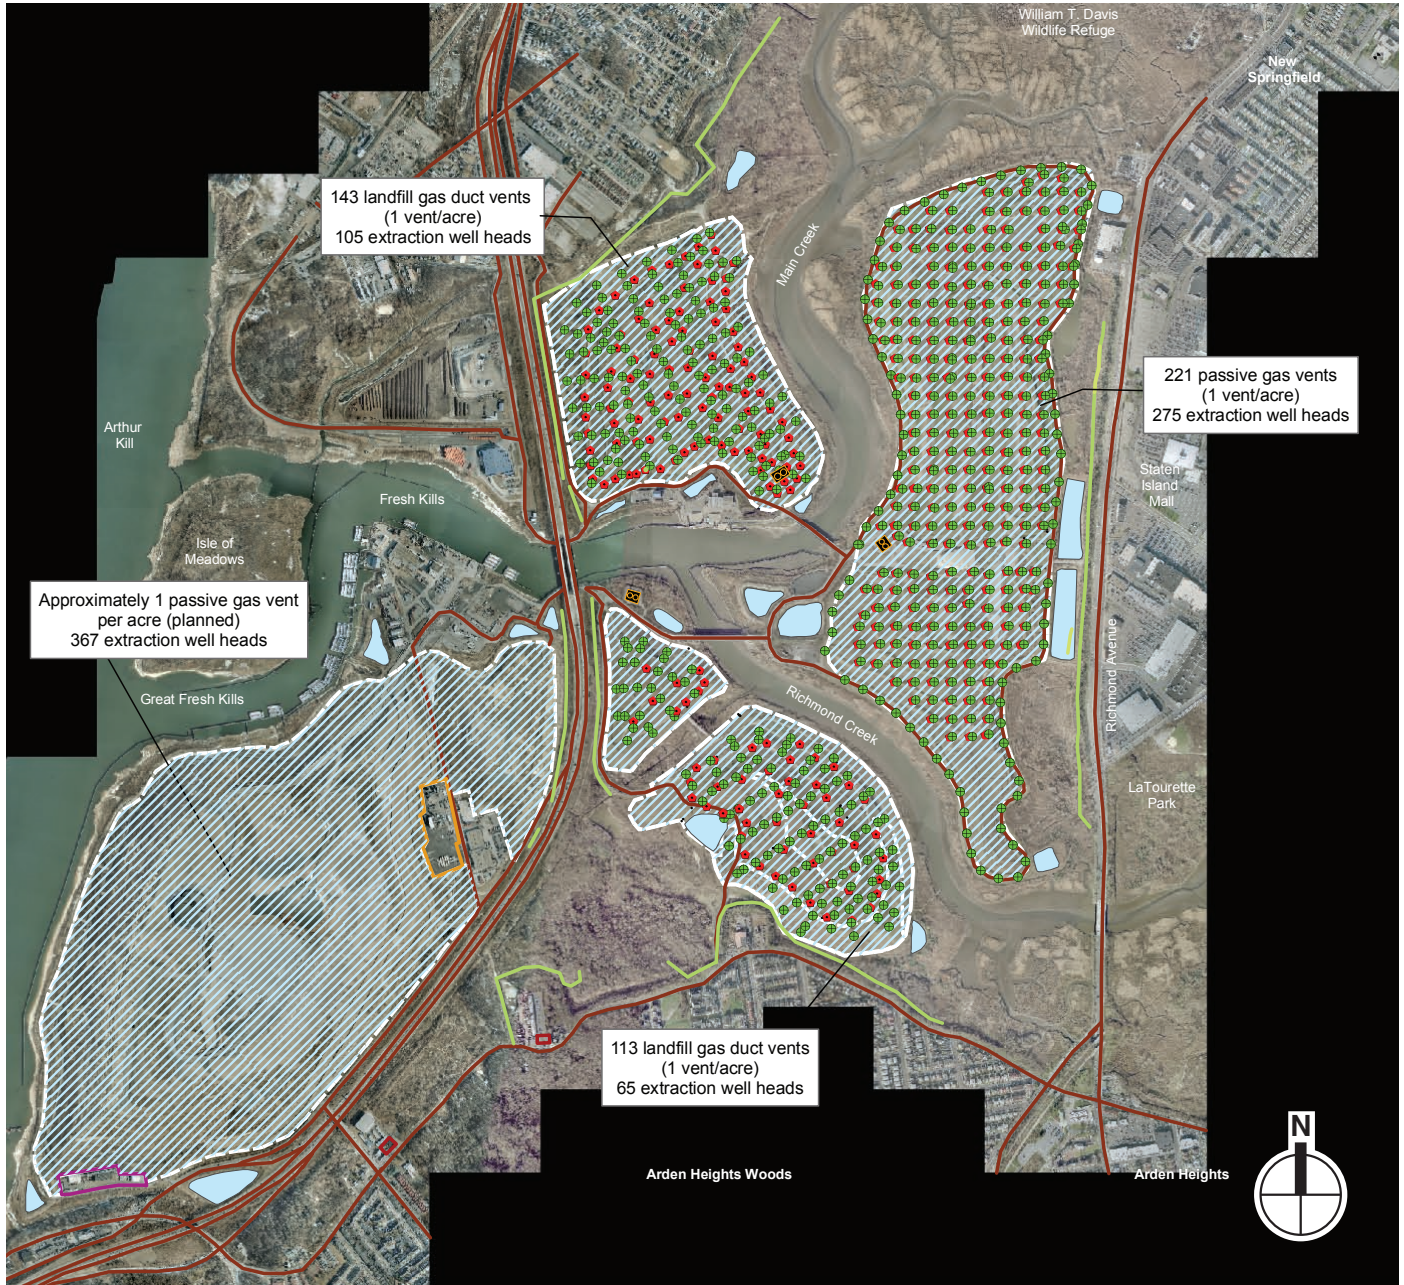 William T. Davis
Wildlife Refuge
New
Springfield
143 landfill gas duct vents
(1 vent/acre)
105 extraction well heads
Main Creek
221 passive gas vents
(1 vent/acre)
275 extraction well heads
Arthur
Kill
Staten
Island
Mall
Fresh Kills
Isle of
Meadows
Approximately 1 passive gas vent
per acre (planned)
367 extraction well heads
Great Fresh Kills
Richmond Creek
Richmond Avenue
LaTourette
Park
113 landfill gas duct vents
(1 vent/acre)
65 extraction well heads
N
Arden Heights Woods
Arden Heights